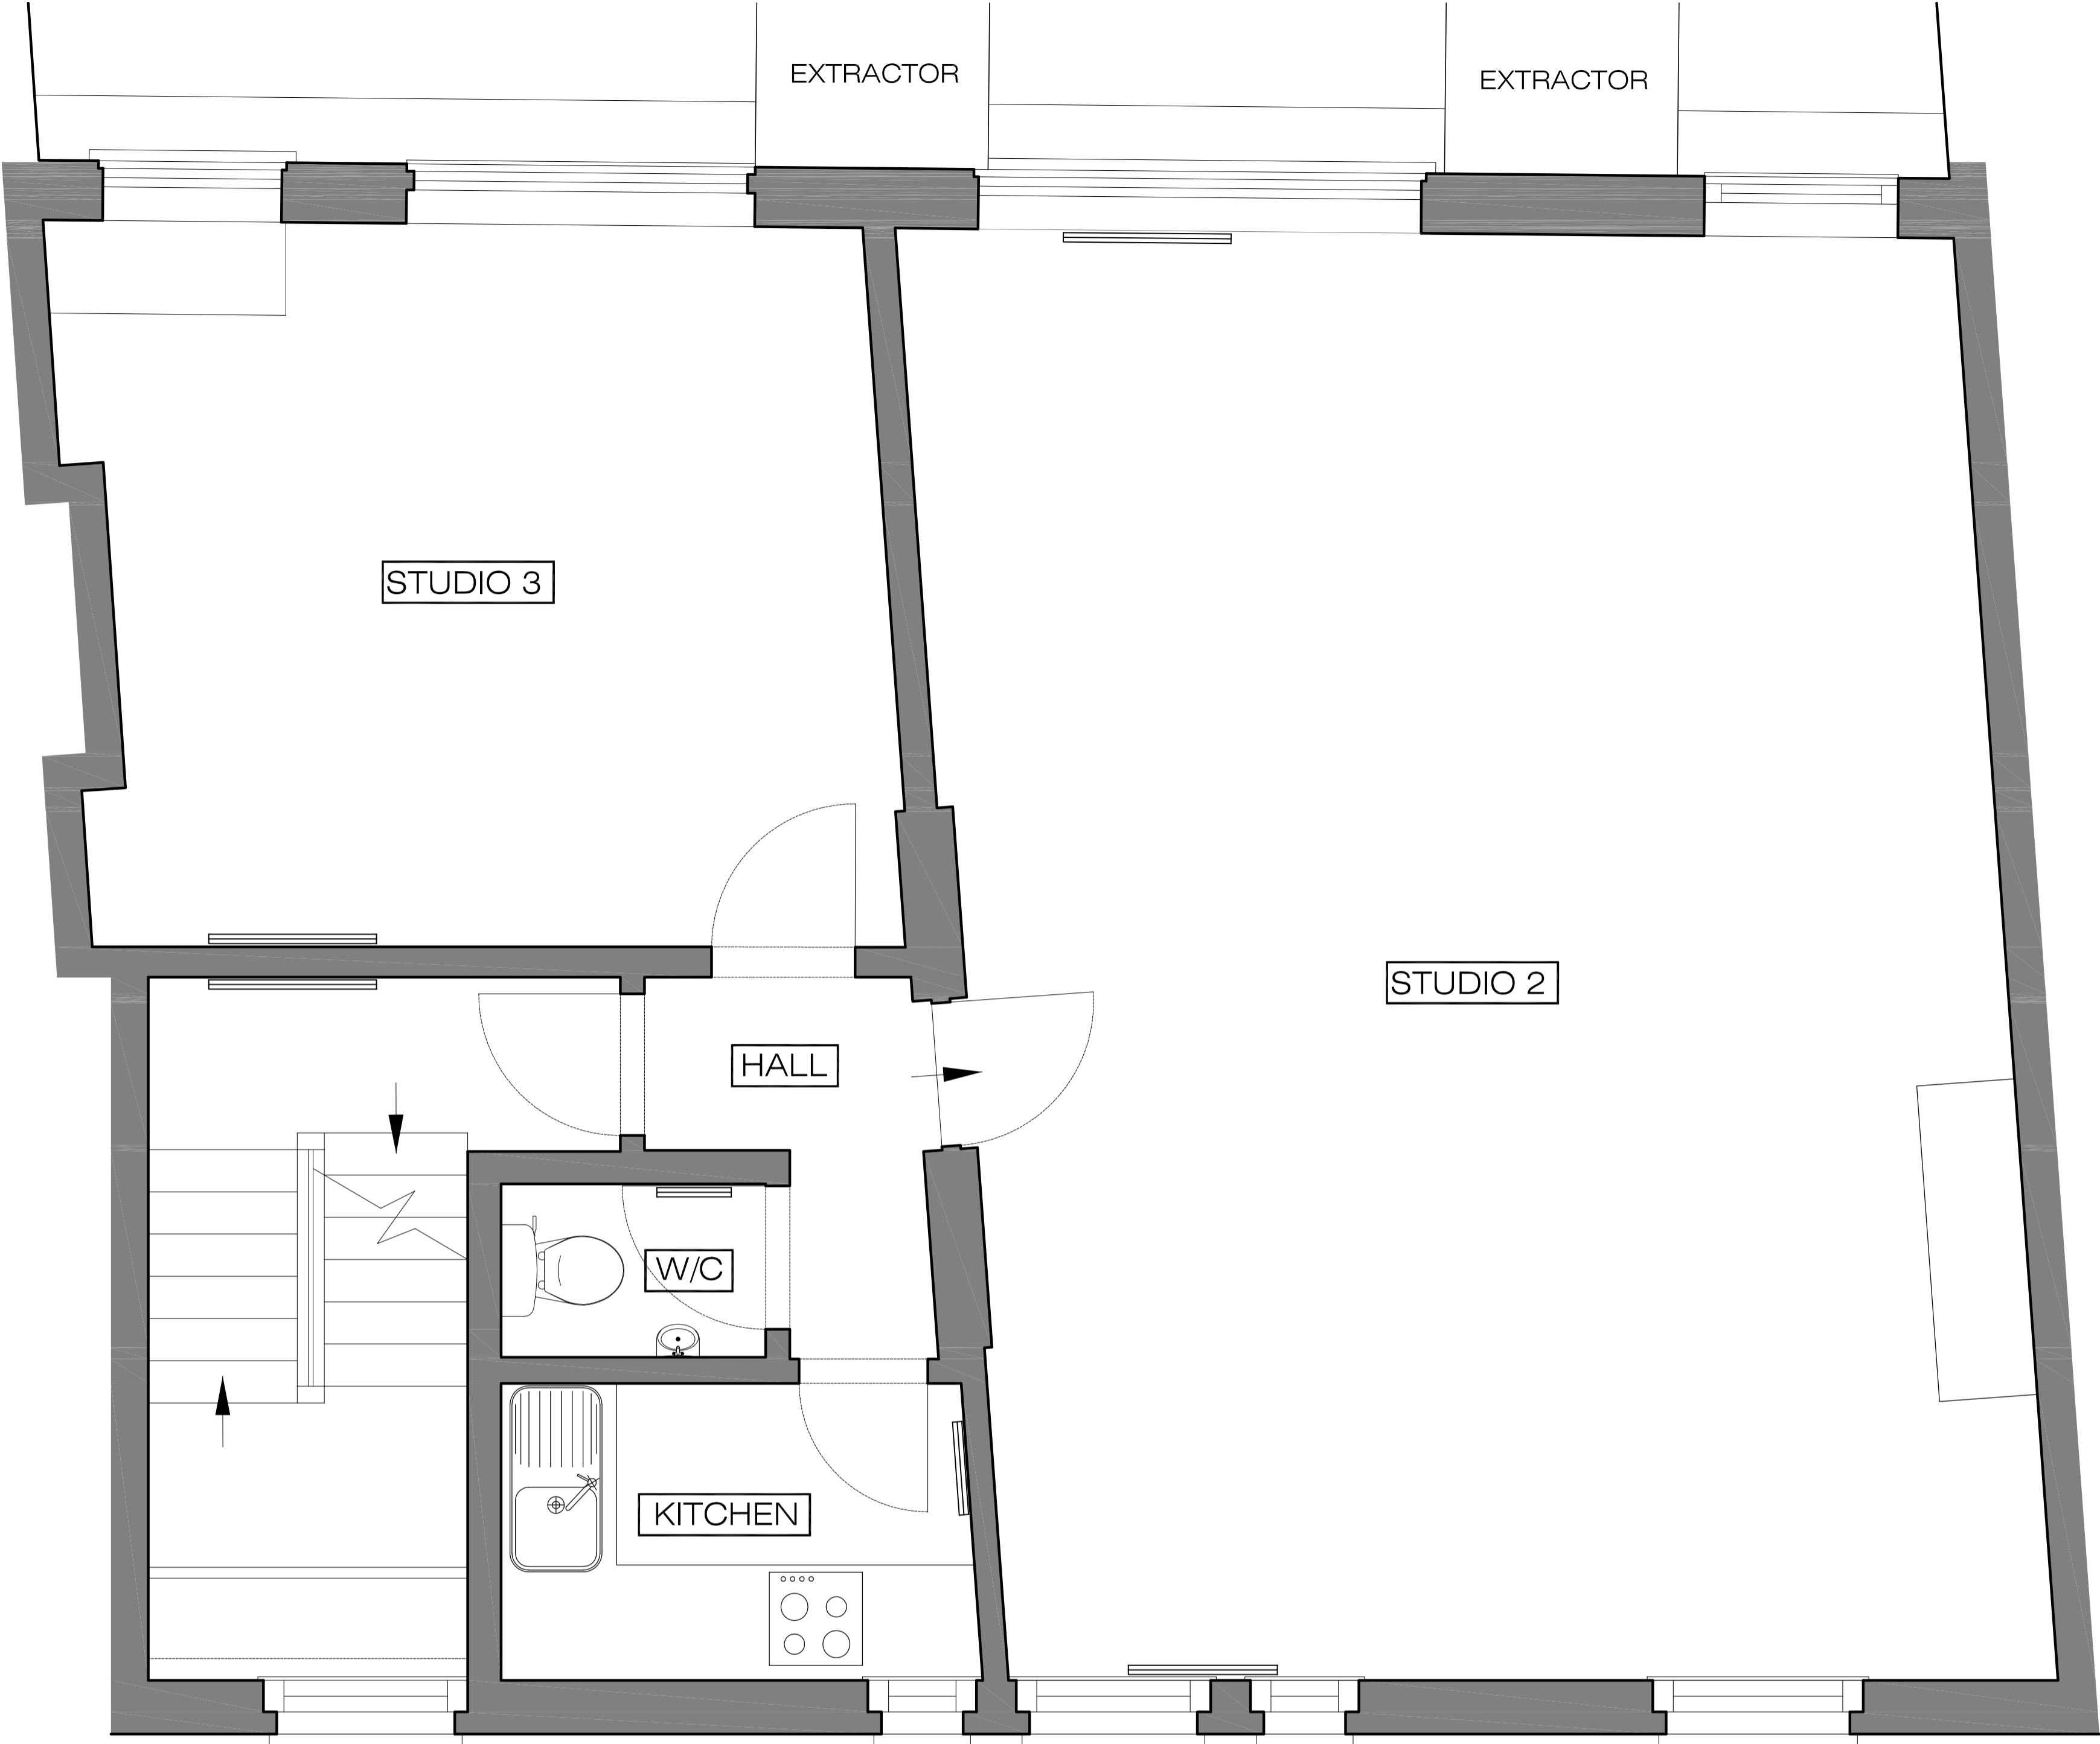 EXTRACTOR
EXTRACTOR
STUDIO 3
STUDIO 2
HALL
W/C
KITCHEN